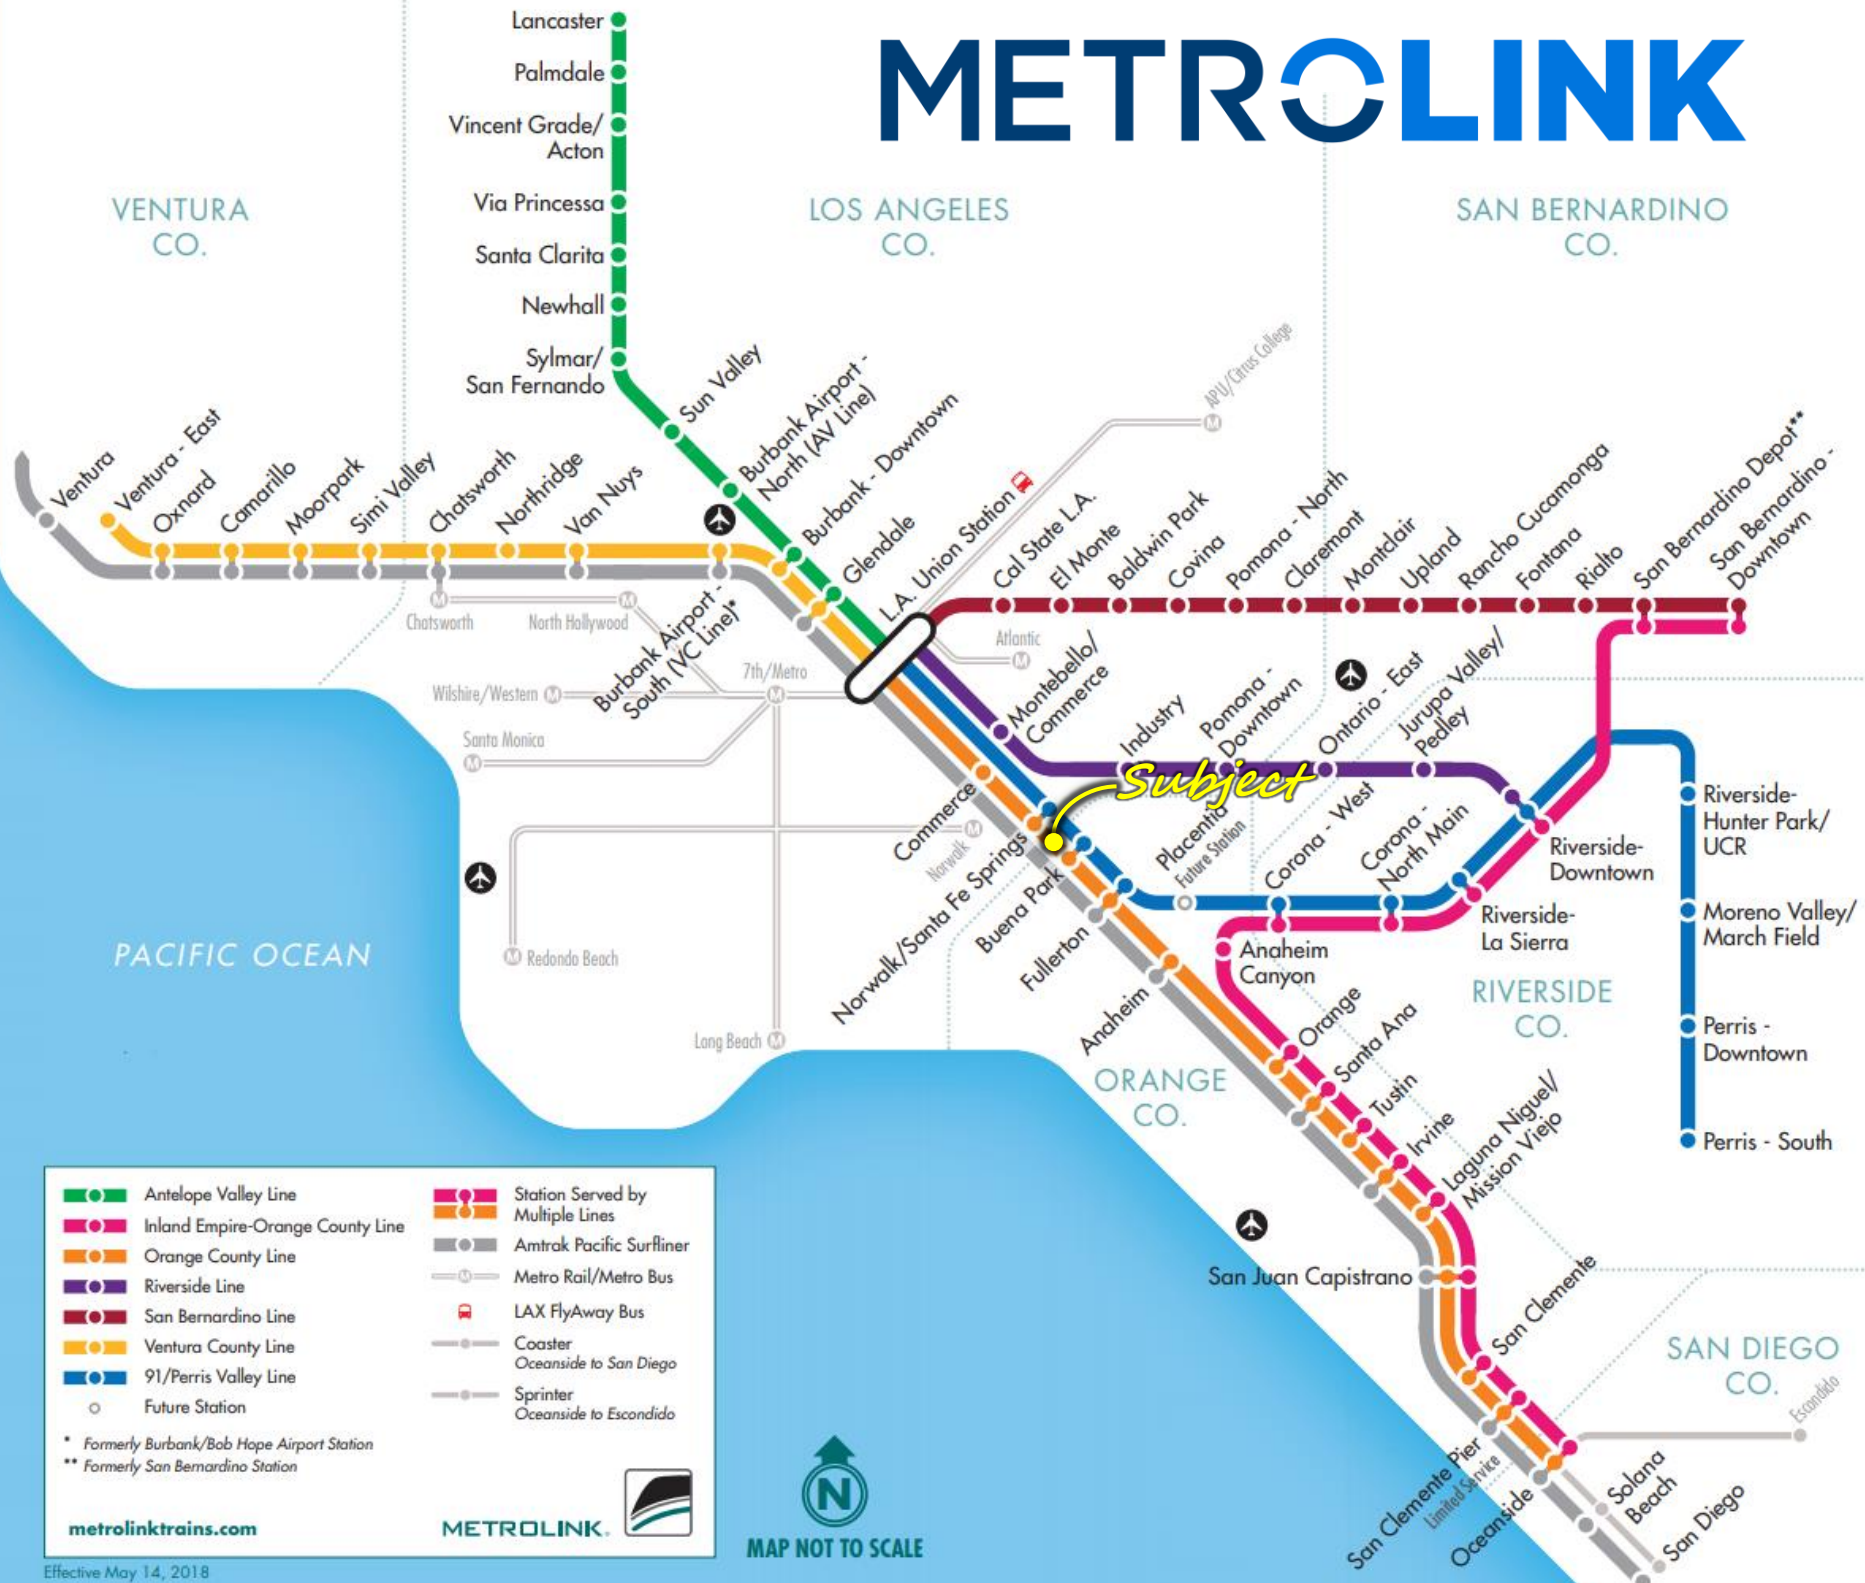 METROLINK
Lancaster
Palmdale
Vincent Grade/
Acton
Via Princessa
Santa Clarita
Newhall
Sylmar/
San Fernando
VENTURA
CO.
LOS ANGELES
CO.
SAN BERNARDINO
CO.
Sun Valley
Burbank Airport -
North (AV Line)
Burbank - Downtown
Glendale
L.A. Union Station
APU/Citrus College
Ventura
Ventura - East
Oxnard
Camarillo
Moorpark
Simi Valley
Chatsworth
Northridge
Van Nuys
Burbank Airport -
South (VC Line)*
Cal State L.A.
El Monte
Baldwin Park
Covina
Pomona - North
Claremont
Montclair
Upland
Rancho Cucamonga
Fontana
Rialto
San Bernardino Depot**
San Bernardino -
Downtown
M
Chatsworth
M
North Hollywood
Atlantic
M
7th/Metro
M
Wilshire/Western M
Santa Monica
M
Montebello/
Commerce
Industry
Pomona -
Downtown
Ontario - East
Jurupa Valley/
Pedley
Subject
Commerce
M
Norwalk
Norwalk/Santa Fe Springs
Buena Park
Fullerton
Anaheim
Placentia
Future Station
Corona - West
Corona -
North Main
Riverside-
Downtown
Riverside-
La Sierra
Riverside-
Hunter Park/
UCR
Moreno Valley/
March Field
Perris -
Downtown
Perris - South
Anaheim
Canyon
RIVERSIDE
CO.
PACIFIC OCEAN
M Redondo Beach
Long Beach M
ORANGE
CO.
Orange
Santa Ana
Tustin
Irvine
Laguna Niguel/
Mission Viejo
San Juan Capistrano
San Clemente
SAN DIEGO
CO.
Escondido
San Clemente Pier
Limited Service
Oceanside
Solana
Beach
San Diego
Antelope Valley Line
Inland Empire-Orange County Line
Orange County Line
Riverside Line
San Bernardino Line
Ventura County Line
91/Perris Valley Line
Future Station
Station Served by
Multiple Lines
Amtrak Pacific Surfliner
M
Metro Rail/Metro Bus
LAX FlyAway Bus
Coaster
Oceanside to San Diego
Sprinter
Oceanside to Escondido
* Formerly Burbank/Bob Hope Airport Station
** Formerly San Bernardino Station
metrolinktrains.com
METROLINK.
Effective May 14, 2018
N
MAP NOT TO SCALE